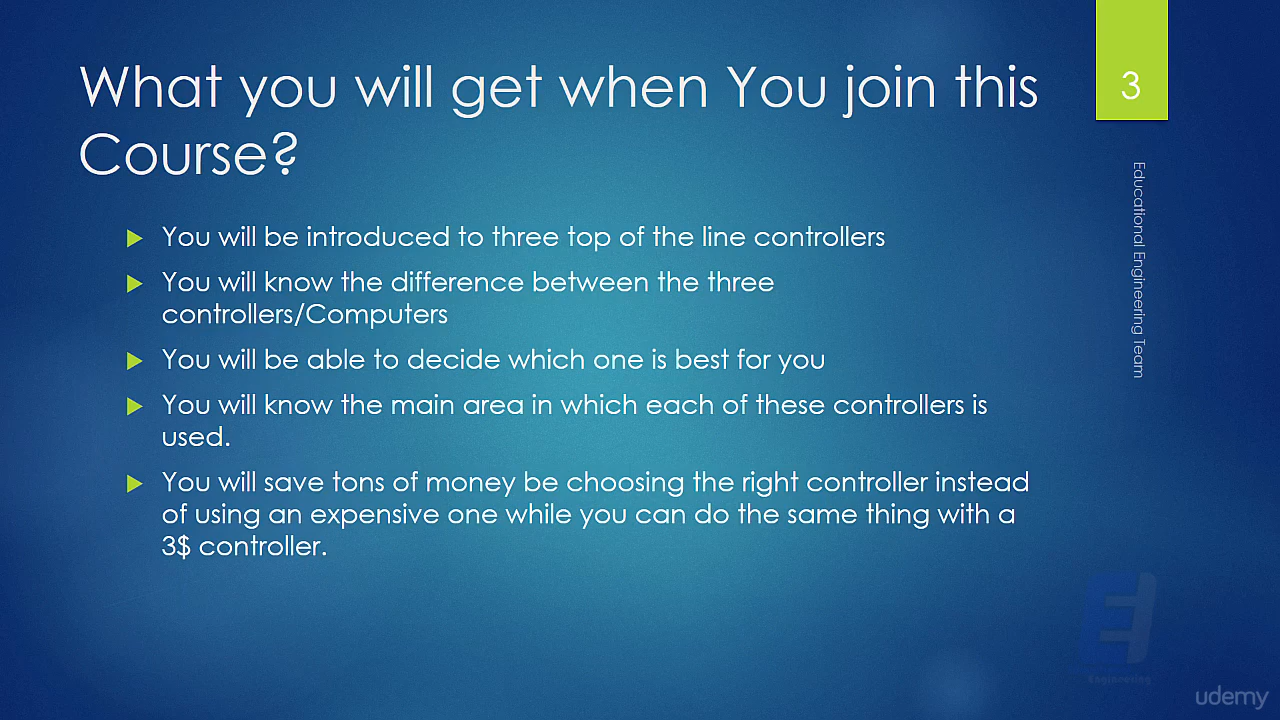 What you will get when You join this
Course?
3
Educational Engineering Team
You will be introduced to three top of the line controllers
You will know the difference between the three
controllers/Computers
You will be able to decide which one is best for you
You will know the main area in which each of these controllers is
used.
You will save tons of money be choosing the right controller instead
of using an expensive one while you can do the same thing with a
3$ controller.
Engineering
udemy